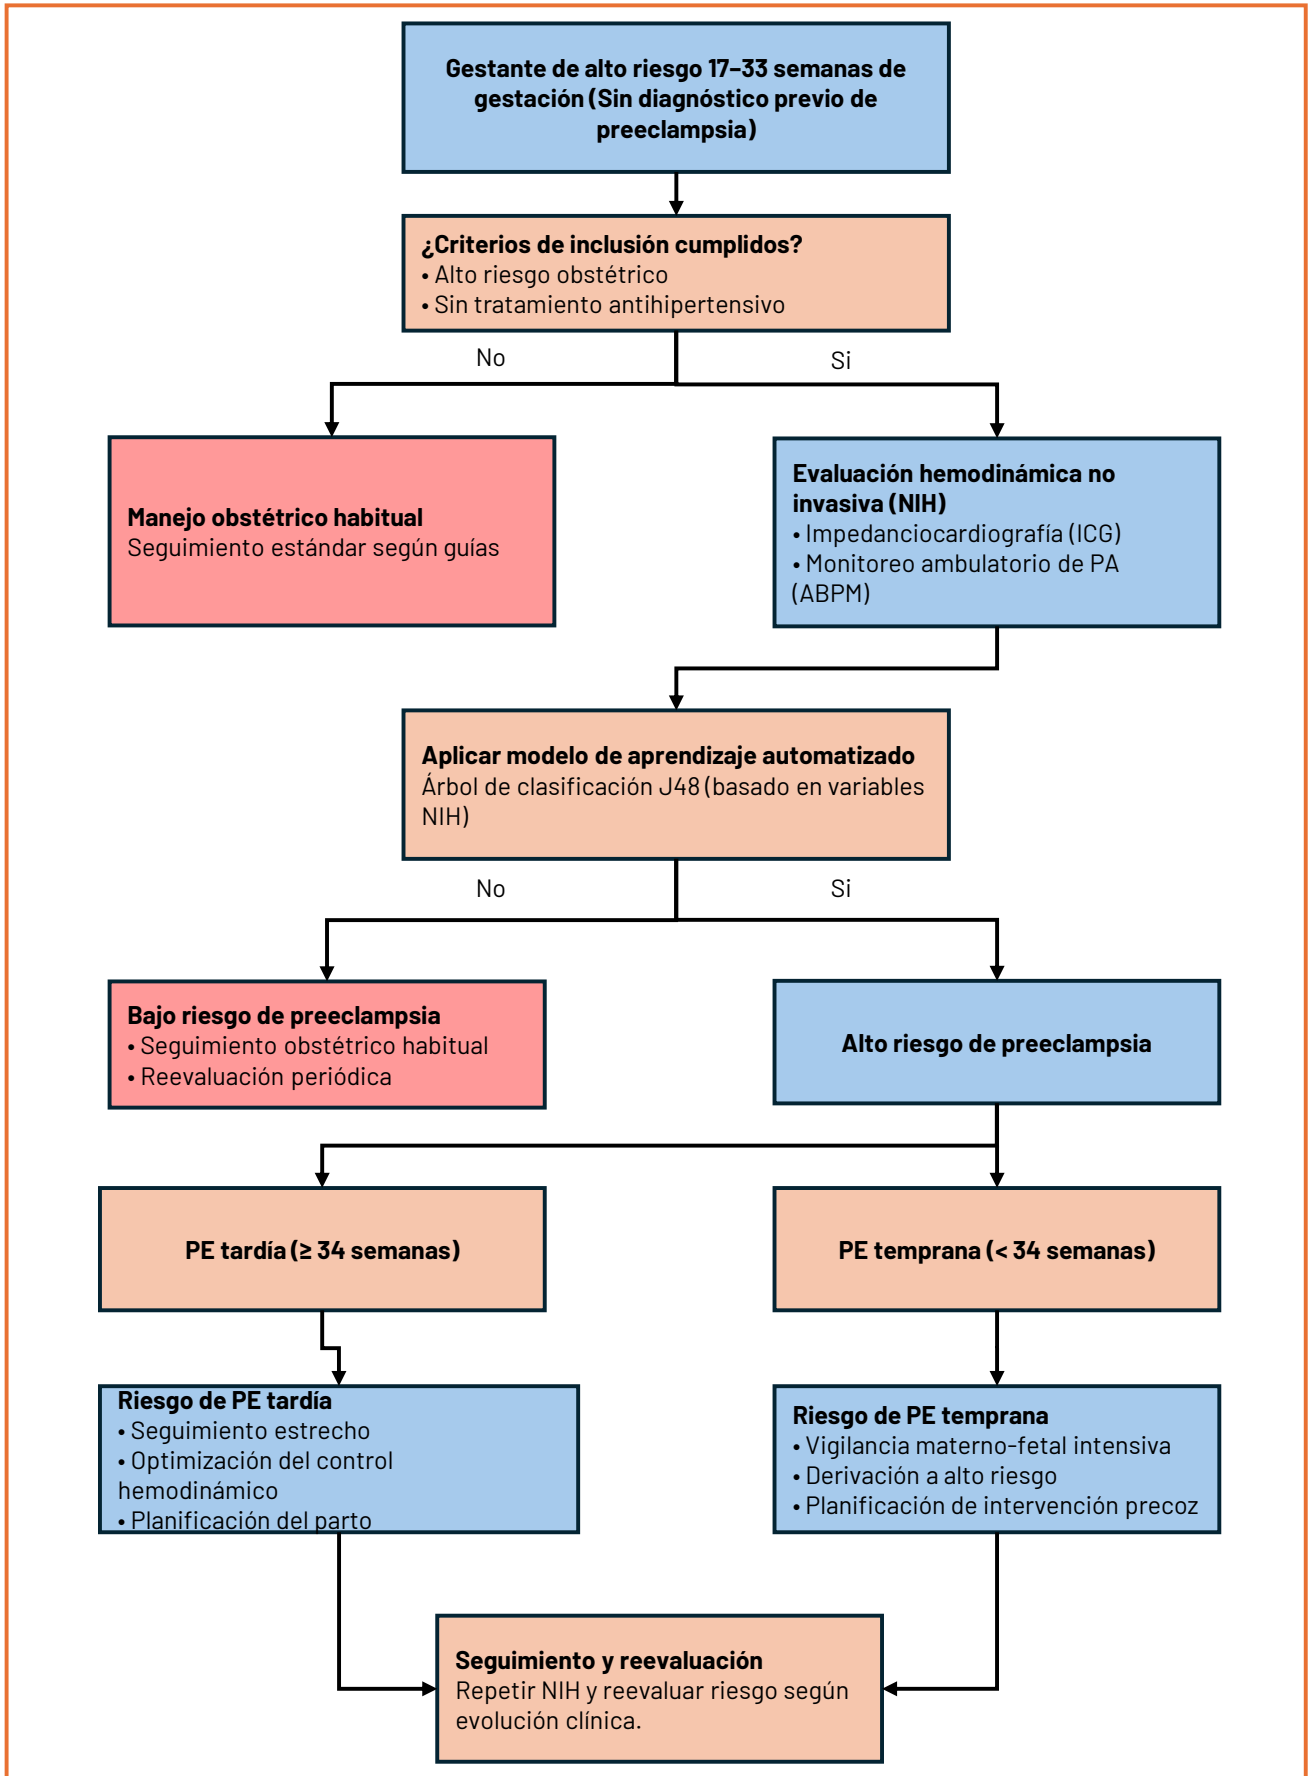 Gestante de alto riesgo 17–33 semanas de
gestación (Sin diagnóstico previo de
preeclampsia)
¿Criterios de inclusión cumplidos?
• Alto riesgo obstétrico
• Sin tratamiento antihipertensivo
No
Si
Manejo obstétrico habitual
Seguimiento estándar según guías
Evaluación hemodinámica no
invasiva (NIH)
• Impedanciocardiografía (ICG)
• Monitoreo ambulatorio de PA
(ABPM)
Aplicar modelo de aprendizaje automatizado
Árbol de clasificación J48 (basado en variables
NIH)
No
Si
Bajo riesgo de preeclampsia
• Seguimiento obstétrico habitual
• Reevaluación periódica
Alto riesgo de preeclampsia
PE tardía (≥ 34 semanas)
PE temprana (< 34 semanas)
Riesgo de PE tardía
• Seguimiento estrecho
• Optimización del control
hemodinámico
• Planificación del parto
Riesgo de PE temprana
• Vigilancia materno-fetal intensiva
• Derivación a alto riesgo
• Planificación de intervención precoz
Seguimiento y reevaluación
Repetir NIH y reevaluar riesgo según
evolución clínica.